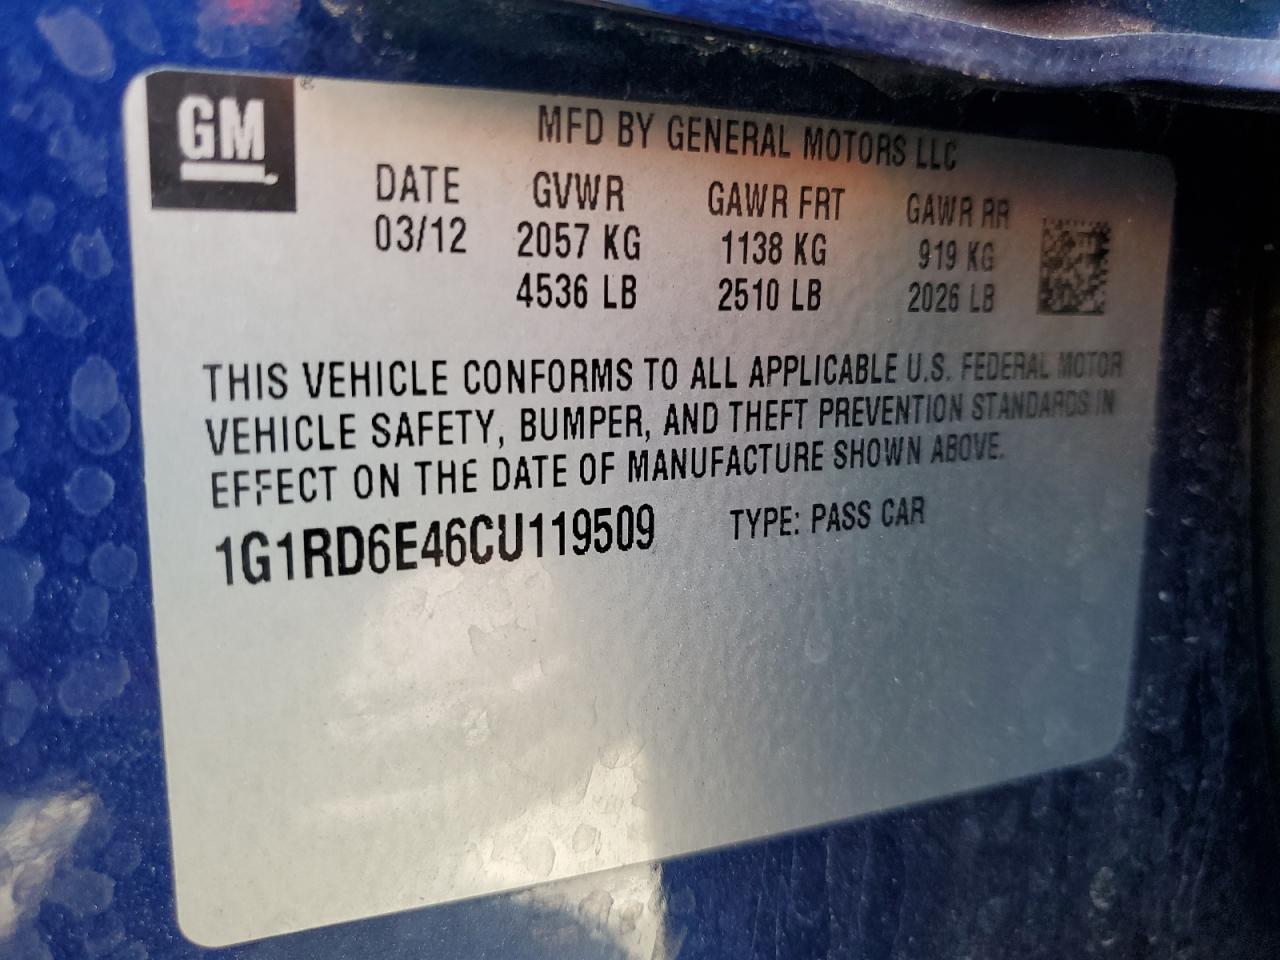 GM
MFD BY GENERAL MOTORS LLC
DATE GVWR GAWR FRT GAWR RR
03/12 2057 KG 1138 KG 919 KG
4536 LB 2510 LB 2026 LB
THIS VEHICLE CONFORMS TO ALL APPLICABLE U.S. FEDERAL MOTOR
VEHICLE SAFETY, BUMPER, AND THEFT PREVENTION STANDARDS IN
EFFECT ON THE DATE OF MANUFACTURE SHOWN ABOVE.
1G1RD6E46CU119509 TYPE: PASS CAR